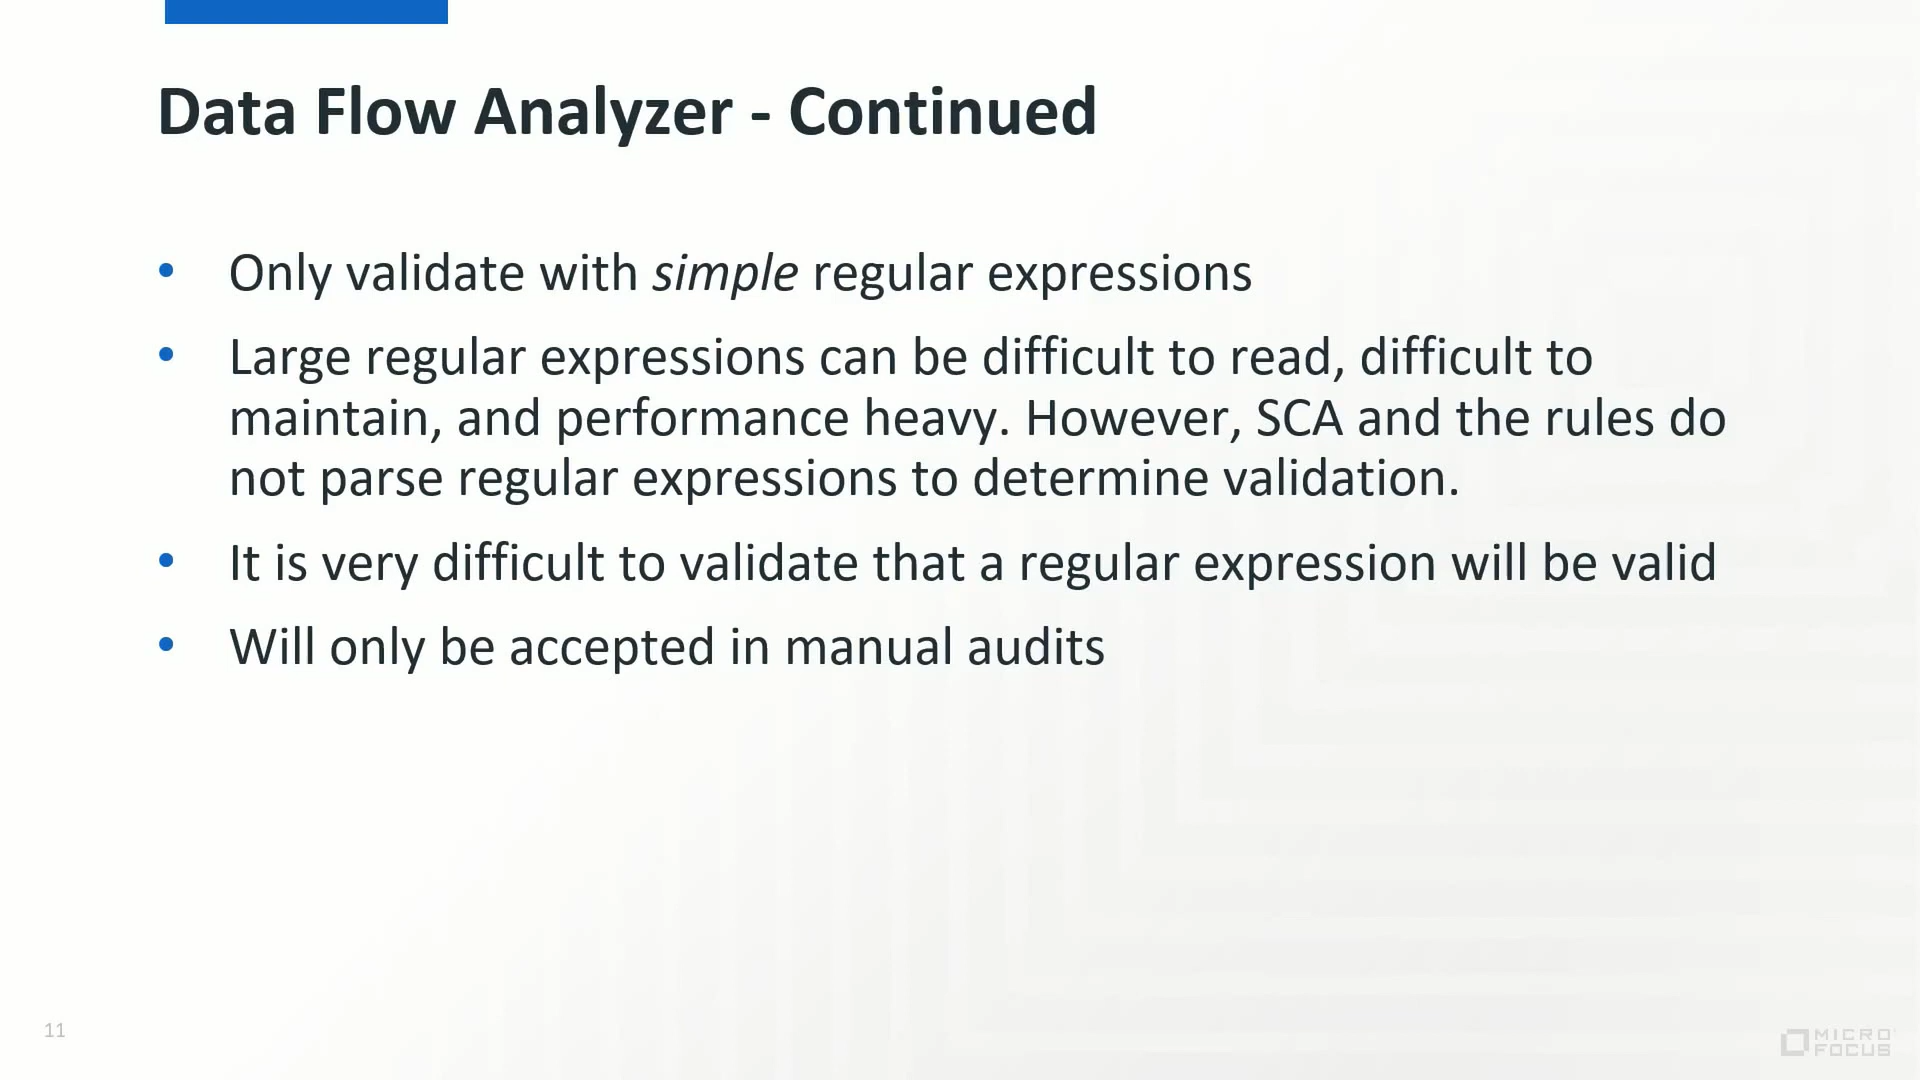 Data Flow Analyzer - Continued
• Only validate with simple regular expressions
• Large regular expressions can be difficult to read, difficult to
maintain, and performance heavy. However, SCA and the rules do
not parse regular expressions to determine validation.
• It is very difficult to validate that a regular expression will be valid
• Will only be accepted in manual audits
11
MICRO
FOCUS